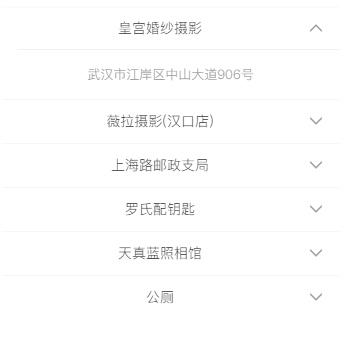 皇宫婚纱摄影
武汉市江岸区中山大道906号
薇拉摄影(汉口店)
上海路邮政支局
罗氏配钥匙
天真蓝照相馆
公厕